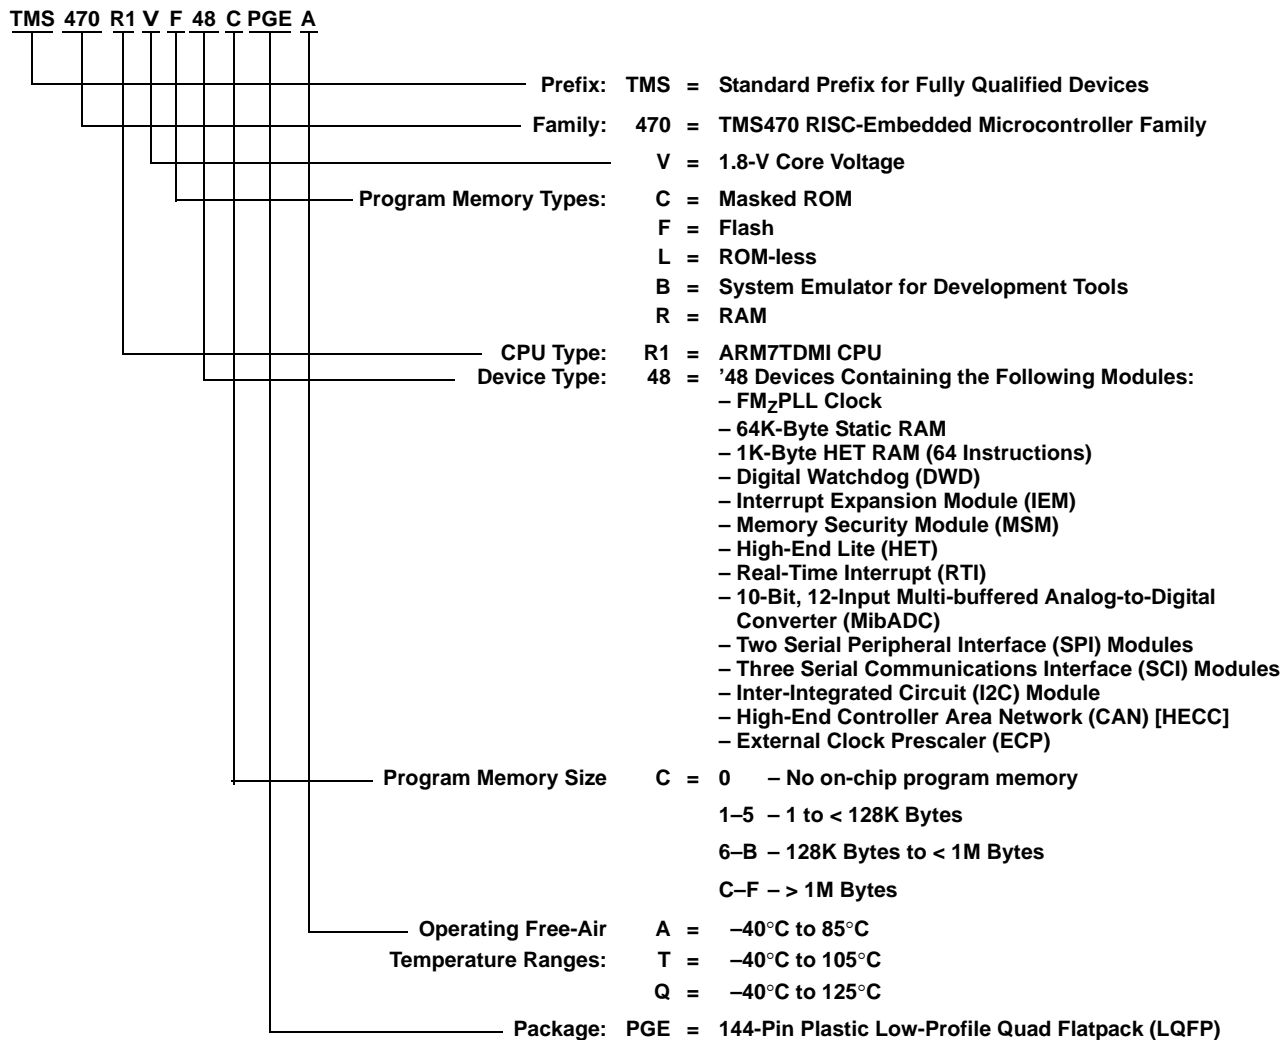 TMS 470 R1 V F 48 C PGE A
Prefix: TMS = Standard Prefix for Fully Qualified Devices
Family: 470 = TMS470 RISC-Embedded Microcontroller Family
V = 1.8-V Core Voltage
Program Memory Types: C = Masked ROM
F = Flash
L = ROM-less
B = System Emulator for Development Tools
R = RAM
CPU Type: R1 = ARM7TDMI CPU
Device Type: 48 = ’48 Devices Containing the Following Modules:
– FMZPLL Clock
– 64K-Byte Static RAM
– 1K-Byte HET RAM (64 Instructions)
– Digital Watchdog (DWD)
– Interrupt Expansion Module (IEM)
– Memory Security Module (MSM)
– High-End Lite (HET)
– Real-Time Interrupt (RTI)
– 10-Bit, 12-Input Multi-buffered Analog-to-Digital
Converter (MibADC)
– Two Serial Peripheral Interface (SPI) Modules
– Three Serial Communications Interface (SCI) Modules
– Inter-Integrated Circuit (I2C) Module
– High-End Controller Area Network (CAN) [HECC]
– External Clock Prescaler (ECP)
Program Memory Size C = 0 – No on-chip program memory
1–5 – 1 to < 128K Bytes
6–B – 128K Bytes to < 1M Bytes
C–F – > 1M Bytes
Operating Free-Air A = –40°C to 85°C
Temperature Ranges: T = –40°C to 105°C
Q = –40°C to 125°C
Package: PGE = 144-Pin Plastic Low-Profile Quad Flatpack (LQFP)